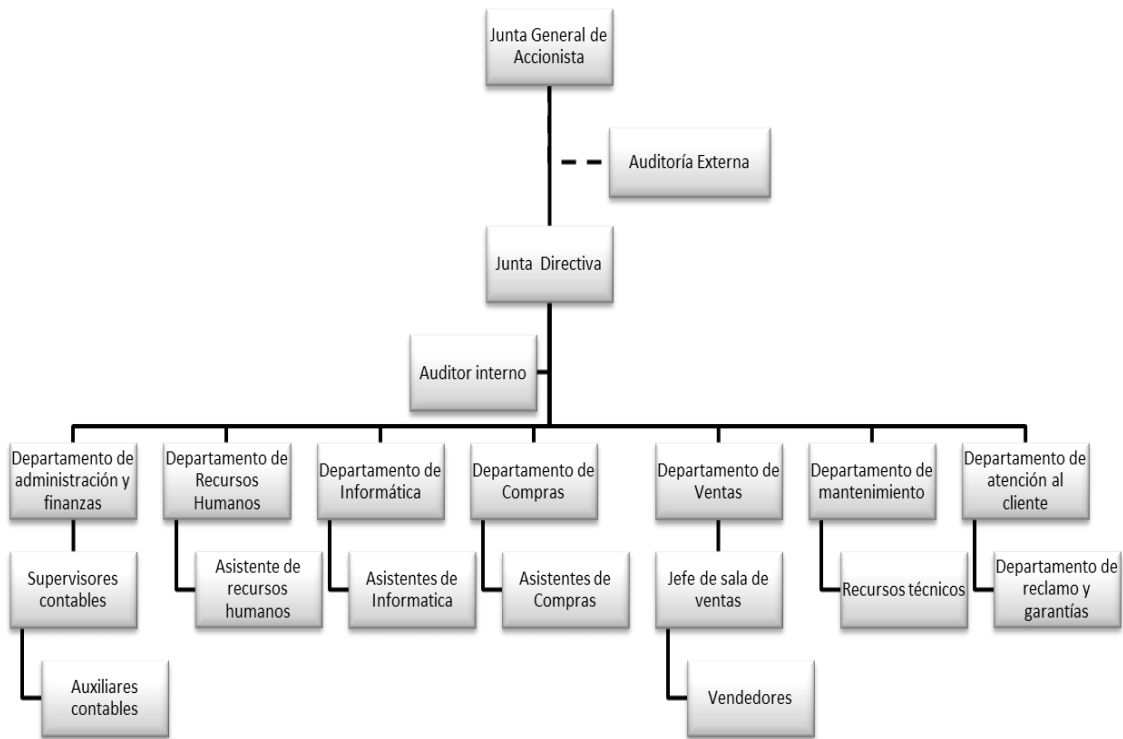 Junta General de
Accionista
Auditoría Externa
Junta Directiva
Auditor interno
Departamento de
administración y
finanzas
Departamento de
Recursos
Humanos
Departamento de
Informática
Departamento de
Compras
Departamento de
Ventas
Departamento de
mantenimiento
Departamento de
atención al
cliente
Supervisores
contables
Asistente de
recursos
humanos
Asistentes de
Informatica
Asistentes de
Compras
Jefe de sala de
ventas
Recursos técnicos
Departamento de
reclamo y
garantías
Auxiliares
contables
Vendedores